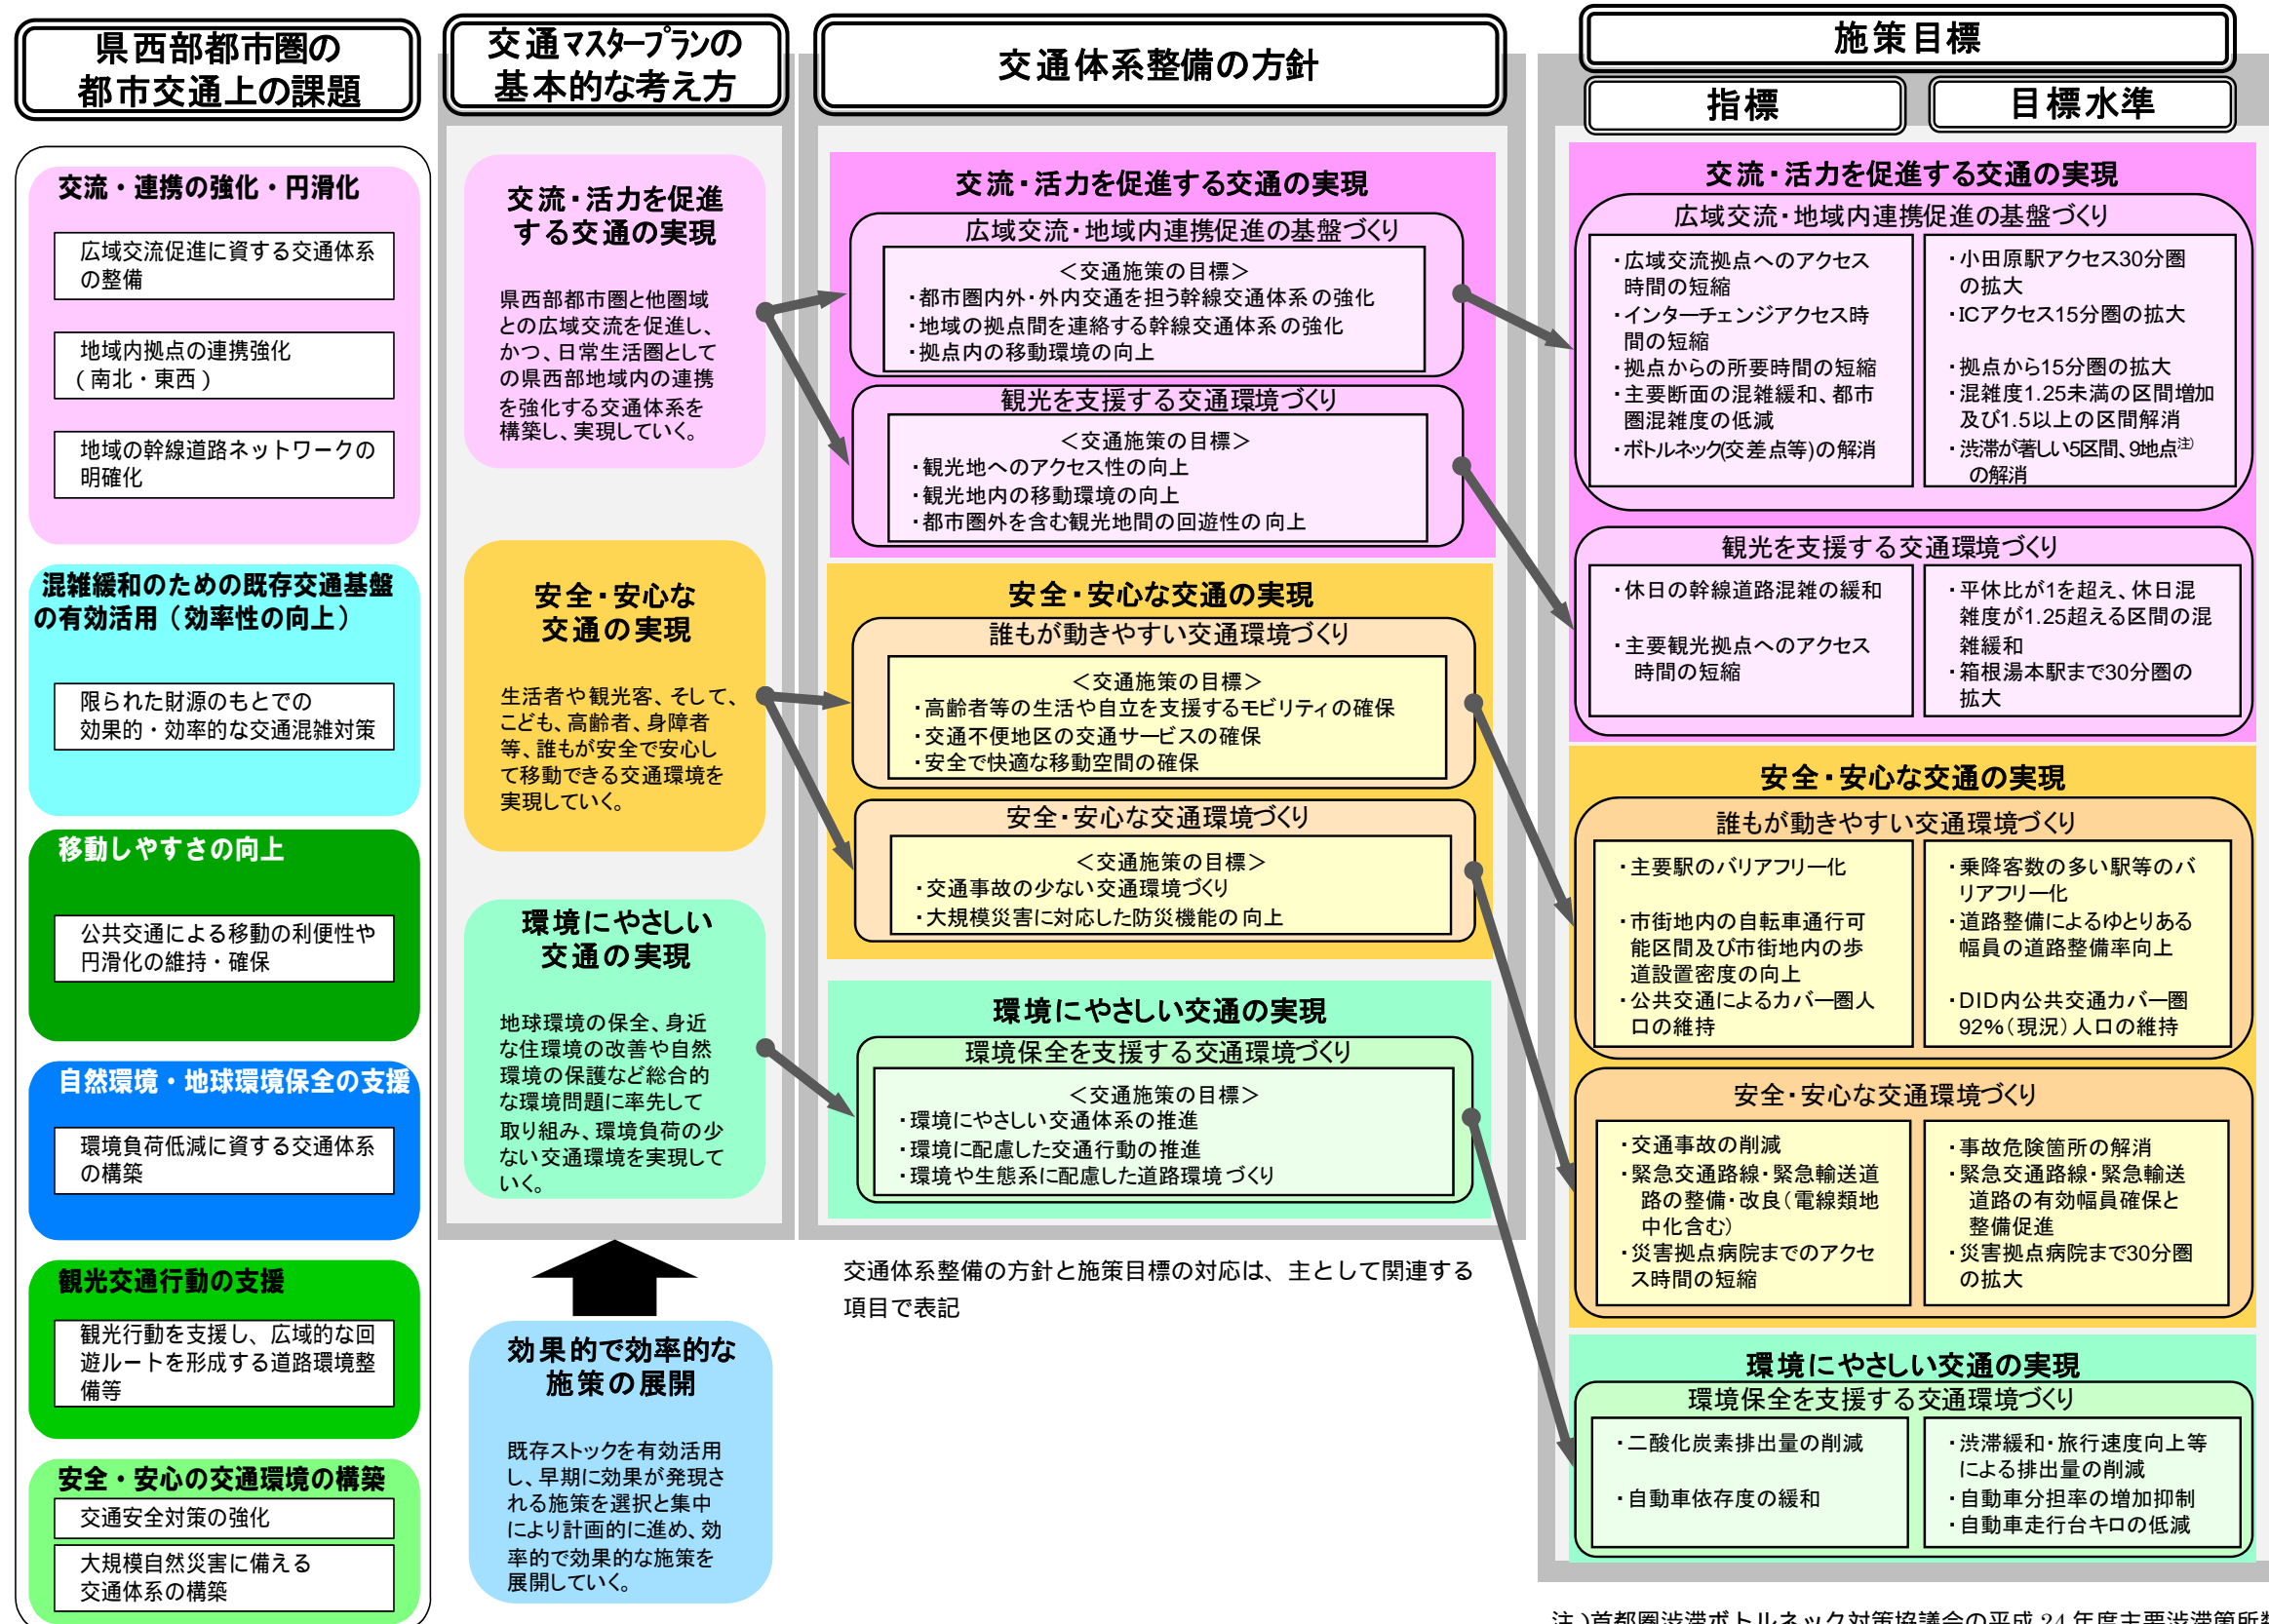 県西部都市圏の
都市交通上の課題
交流・連携の強化・円滑化
広域交流促進に資する交通体系
の整備
地域内拠点の連携強化
(南北・東西)
地域の幹線道路ネットワークの
明確化
混雑緩和のための既存交通基盤
の有効活用（効率性の向上）
限られた財源のもとでの
効果的・効率的な交通混雑対策
移動しやすさの向上
公共交通による移動の利便性や
円滑化の維持・確保
自然環境・地球環境保全の支援
環境負荷低減に資する交通体系
の構築
観光交通行動の支援
観光行動を支援し、広域的な回
遊ルートを形成する道路環境整
備等
安全・安心の交通環境の構築
交通安全対策の強化
大規模自然災害に備える
交通体系の構築
交通マスタープランの
基本的な考え方
交流・活力を促進
する交通の実現
県西部都市圏と他圏域
との広域交流を促進し、
かつ、日常生活圏として
の県西部地域内の連携
を強化する交通体系を
構築し、実現していく。
安全・安心な
交通の実現
生活者や観光客、そして、
こども、高齢者、身障者
等、誰もが安全で安心し
て移動できる交通環境を
実現していく。
環境にやさしい
交通の実現
地球環境の保全、身近
な住環境の改善や自然
環境の保護など総合的
な環境問題に率先して
取り組み、環境負荷の少
ない交通環境を実現して
いく。
効果的で効率的な
施策の展開
既存ストックを有効活用
し、早期に効果が発現さ
れる施策を選択と集中
により計画的に進め、効
率的で効果的な施策を
展開していく。
交通体系整備の方針
交流・活力を促進する交通の実現
広域交流・地域内連携促進の基盤づくり
＜交通施策の目標＞
・都市圏内外・外内交通を担う幹線交通体系の強化
・地域の拠点間を連絡する幹線交通体系の強化
・拠点内の移動環境の向上
観光を支援する交通環境づくり
＜交通施策の目標＞
・観光地へのアクセス性の向上
・観光地内の移動環境の向上
・都市圏外を含む観光地間の回遊性の向上
安全・安心な交通の実現
誰もが動きやすい交通環境づくり
＜交通施策の目標＞
・高齢者等の生活や自立を支援するモビリティの確保
・交通不便地区の交通サービスの確保
・安全で快適な移動空間の確保
安全・安心な交通環境づくり
＜交通施策の目標＞
・交通事故の少ない交通環境づくり
・大規模災害に対応した防災機能の向上
環境にやさしい交通の実現
環境保全を支援する交通環境づくり
＜交通施策の目標＞
・環境にやさしい交通体系の推進
・環境に配慮した交通行動の推進
・環境や生態系に配慮した道路環境づくり
交通体系整備の方針と施策目標の対応は、主として関連する
項目で表記
施策目標
指標
目標水準
交流・活力を促進する交通の実現
広域交流・地域内連携促進の基盤づくり
・広域交流拠点へのアクセス
時間の短縮
・インターチェンジアクセス時
間の短縮
・拠点からの所要時間の短縮
・主要断面の混雑緩和、都市
圏混雑度の低減
・ボトルネック(交差点等)の解消
・小田原駅アクセス30分圏
の拡大
・ICアクセス15分圏の拡大
・拠点から15分圏の拡大
・混雑度1.25未満の区間増加
及び1.5以上の区間解消
・渋滞が著しい5区間、9地点注)
の解消
観光を支援する交通環境づくり
・休日の幹線道路混雑の緩和
・主要観光拠点へのアクセス
時間の短縮
・平休比が1を超え、休日混
雑度が1.25超える区間の混
雑緩和
・箱根湯本駅まで30分圏の
拡大
安全・安心な交通の実現
誰もが動きやすい交通環境づくり
・主要駅のバリアフリー化
・市街地内の自転車通行可
能区間及び市街地内の歩
道設置密度の向上
・公共交通によるカバー圏人
口の維持
・乗降客数の多い駅等のバ
リアフリー化
・道路整備によるゆとりある
幅員の道路整備率向上
・DID内公共交通カバー圏
92%(現況)人口の維持
安全・安心な交通環境づくり
・交通事故の削減
・緊急交通路線・緊急輸送道
路の整備・改良(電線類地
中化含む)
・災害拠点病院までのアクセ
ス時間の短縮
・事故危険箇所の解消
・緊急交通路線・緊急輸送
道路の有効幅員確保と
整備促進
・災害拠点病院まで30分圏
の拡大
環境にやさしい交通の実現
環境保全を支援する交通環境づくり
・二酸化炭素排出量の削減
・自動車依存度の緩和
・渋滞緩和・旅行速度向上等
による排出量の削減
・自動車分担率の増加抑制
・自動車走行台キロの低減
注)首都圏渋滞ボトルネック対策協議会の平成24年度主要渋滞箇所数